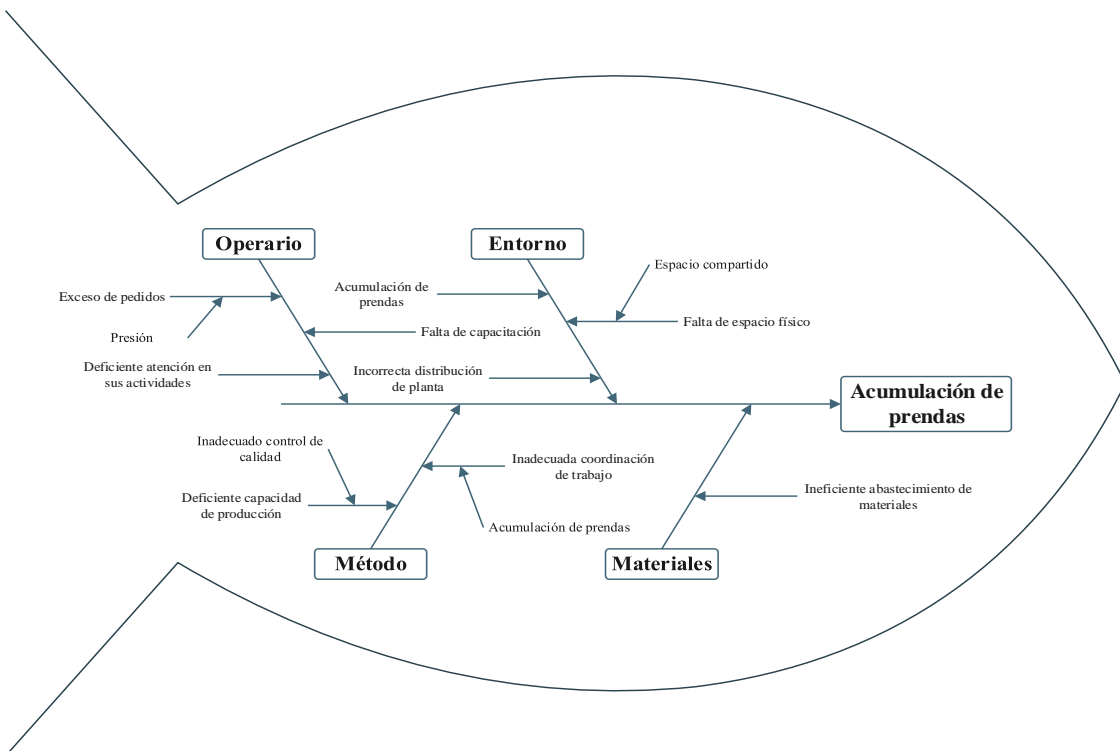 Operario
Entorno
Espacio compartido
Exceso de pedidos
Acumulación de
prendas
Falta de espacio físico
Presión
Falta de capacitación
Deficiente atención en
sus actividades
Incorrecta distribución
de planta
Acumulación de
prendas
Inadecuado control de
calidad
Inadecuada coordinación
de trabajo
Deficiente capacidad
de producción
Ineficiente abastecimiento de
materiales
Acumulación de prendas
Método
Materiales